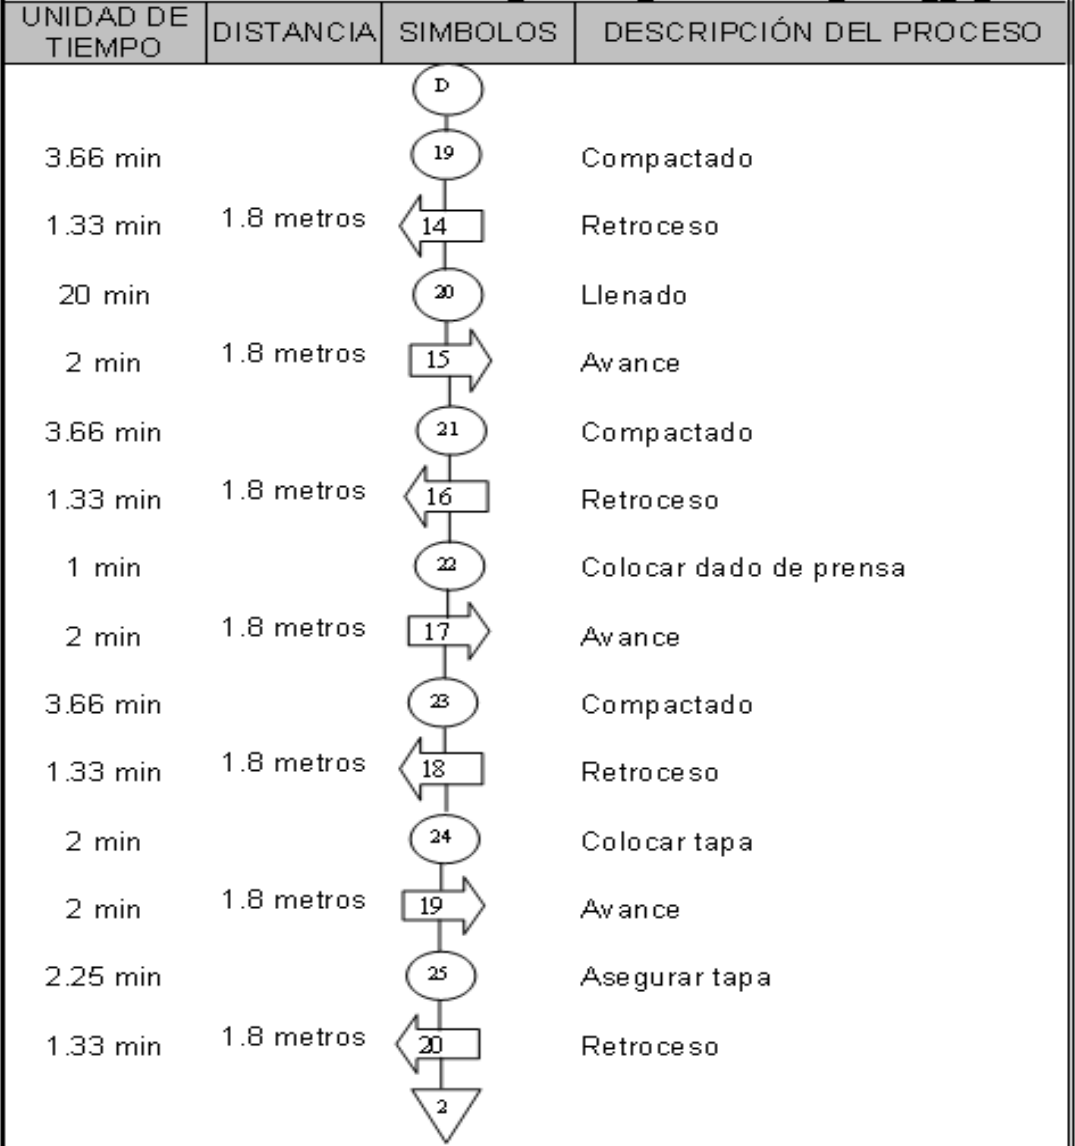 UNIDAD DE TIEMPO DISTANCIA SIMBOLOS DESCRIPCIÓN DEL PROCESO
D
3.66 min 19 Compactado
1.33 min 1.8 metros 14 Retroceso
20 min 20 Llenado
2 min 1.8 metros 15 Avance
3.66 min 21 Compactado
1.33 min 1.8 metros 16 Retroceso
1 min 22 Colocar dado de prensa
2 min 1.8 metros 17 Avance
3.66 min 23 Compactado
1.33 min 1.8 metros 18 Retroceso
2 min 24 Colocar tapa
2 min 1.8 metros 19 Avance
2.25 min 25 Asegurar tapa
1.33 min 1.8 metros 20 Retroceso
2